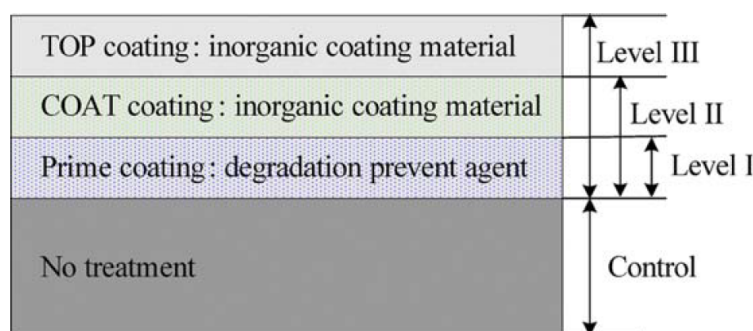 TOP coating: inorganic coating material
Level III
COAT coating: inorganic coating material
Level II
Prime coating: degradation prevent agent
Level I
No treatment
Control